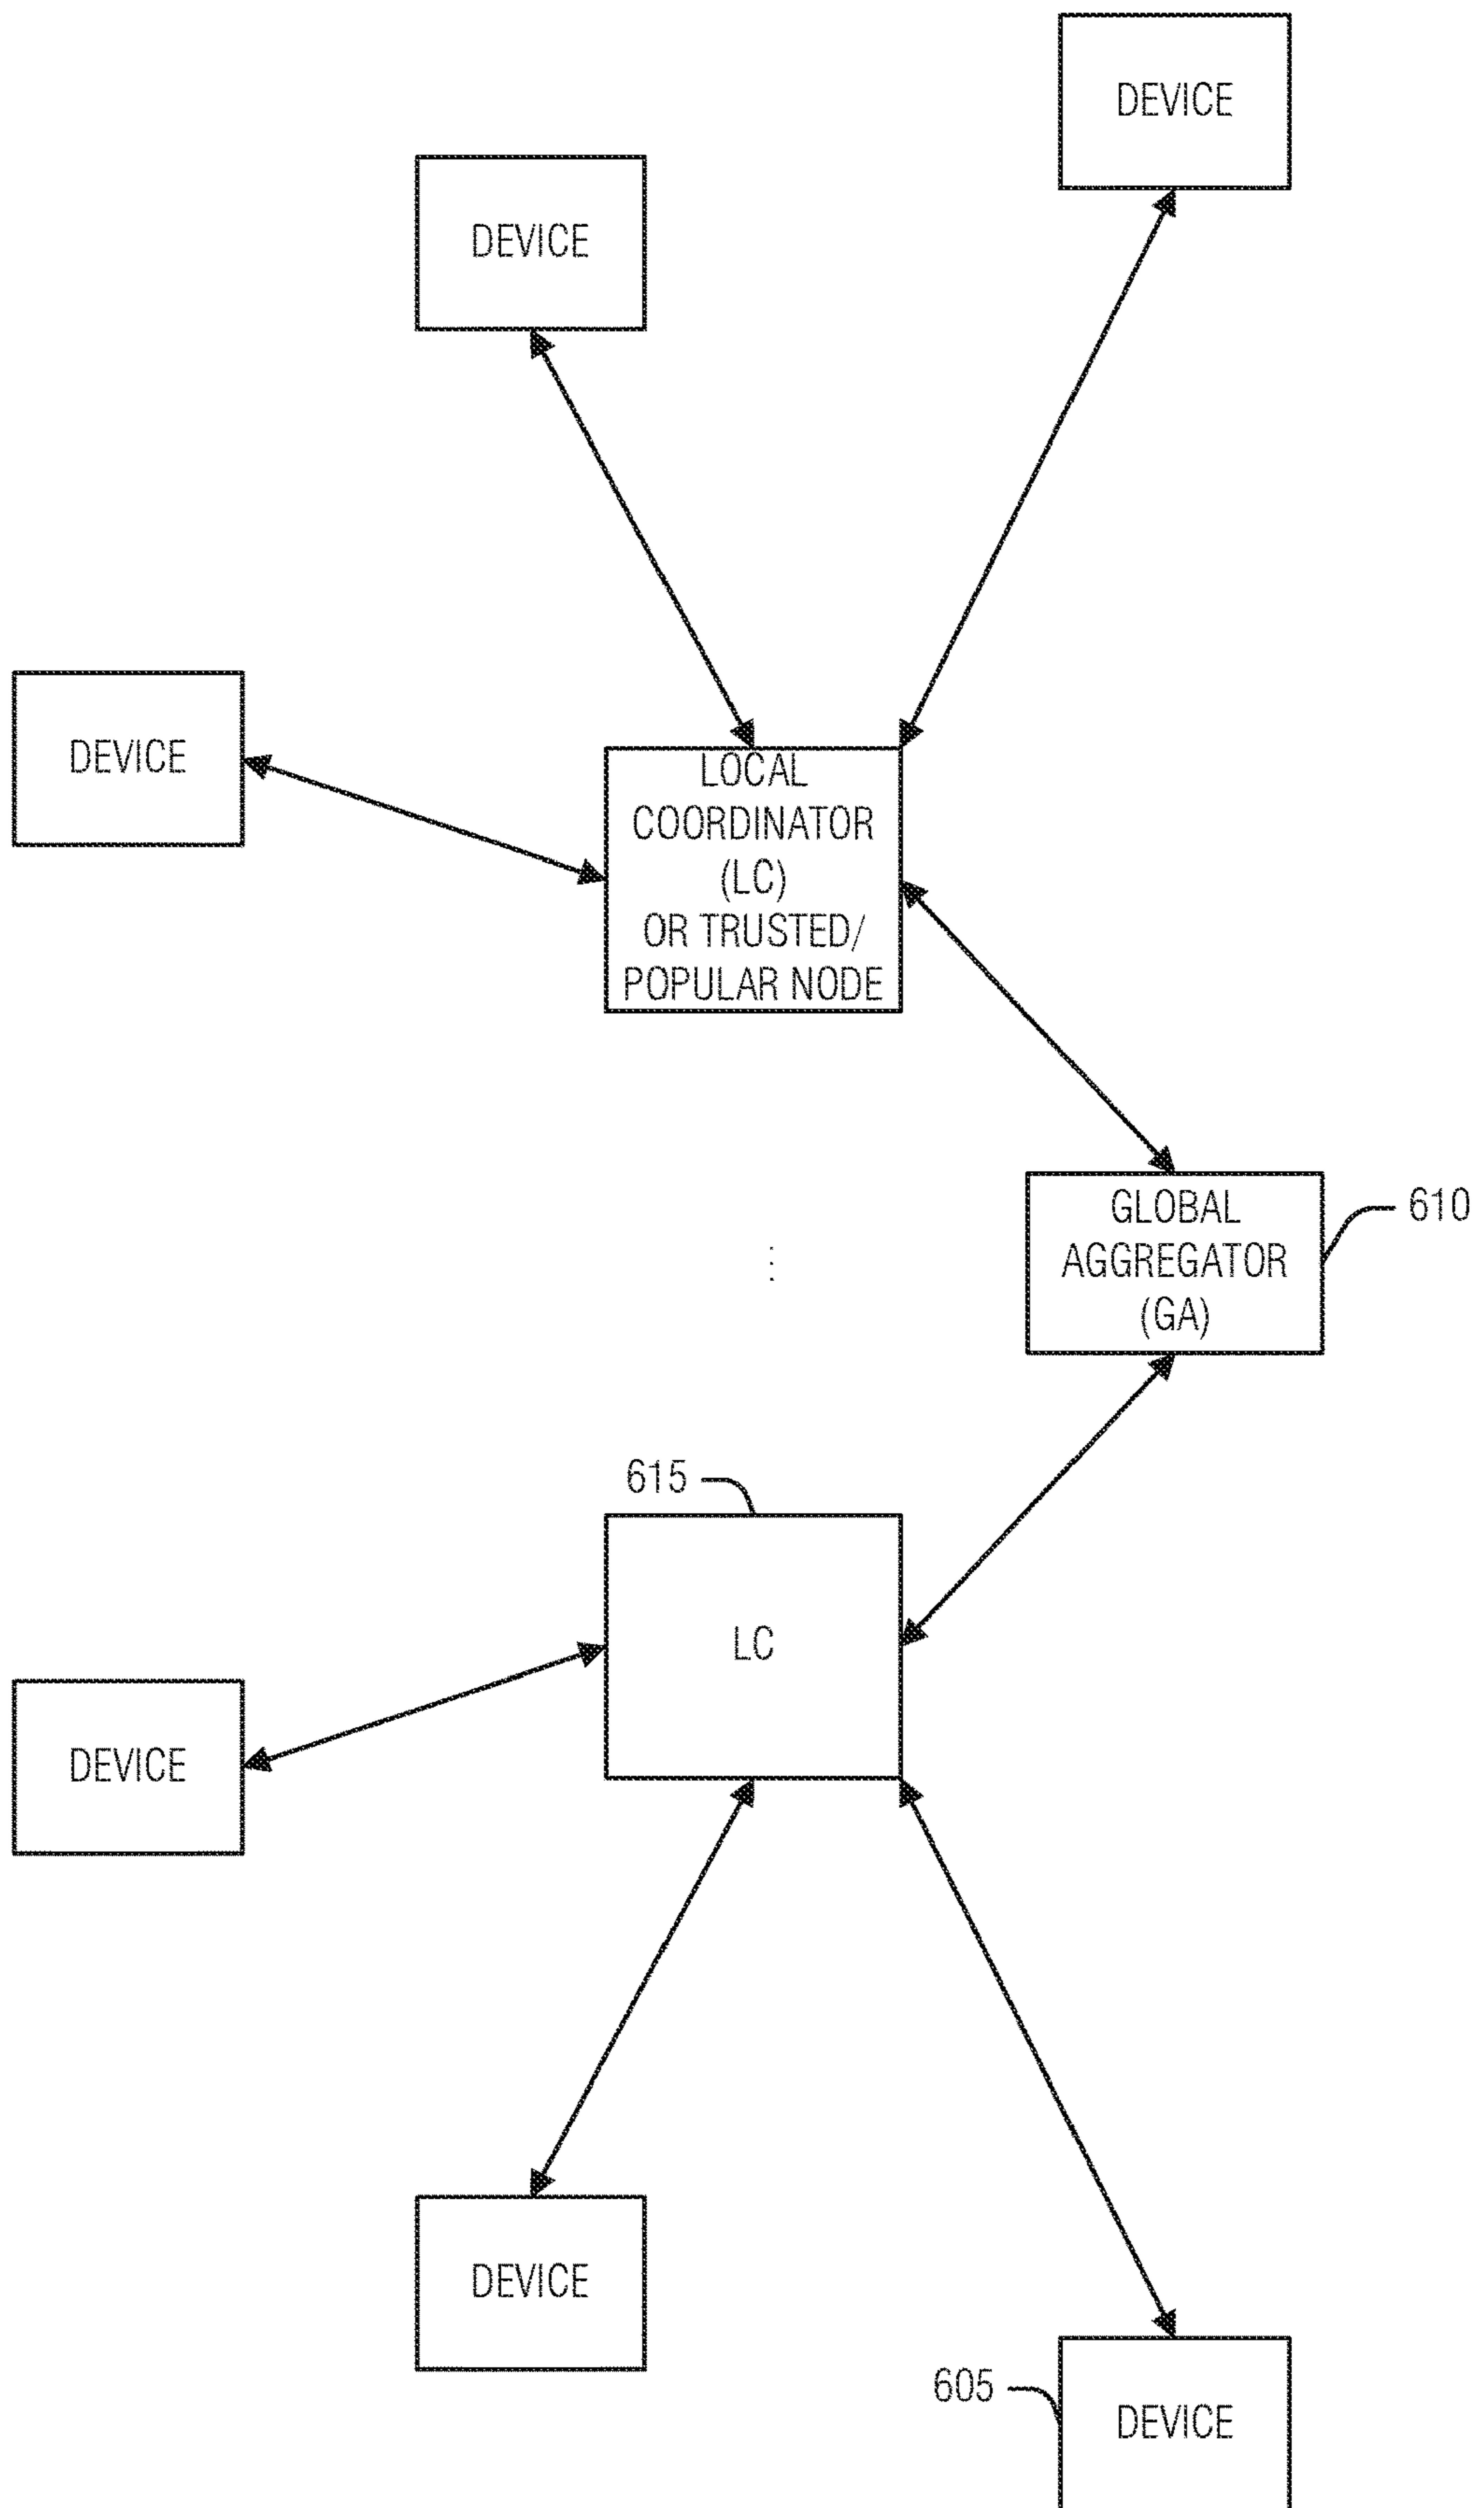 DEVICE
DEVICE
DEVICE
LOCAL
COORDINATOR
(LC)
OR TRUSTED/
POPULAR NODE
GLOBAL
AGGREGATOR
(GA)
610
615
LC
DEVICE
DEVICE
605
DEVICE